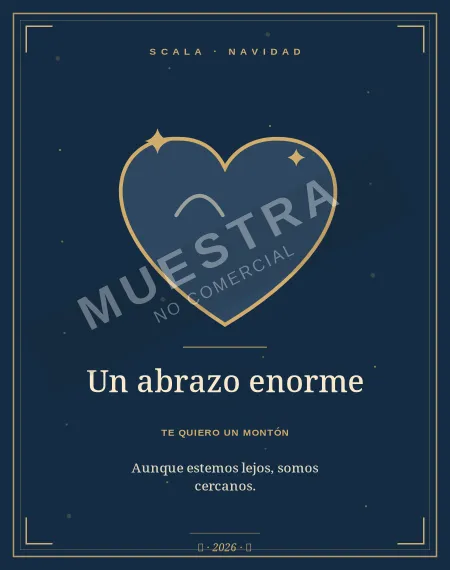 SCALA · NAVIDAD
MUESTRA
NO COMERCIAL
Un abrazo enorme
TE QUIERO UN MONTÓN
Aunque estemos lejos, somos
cercanos.
· 2026 ·